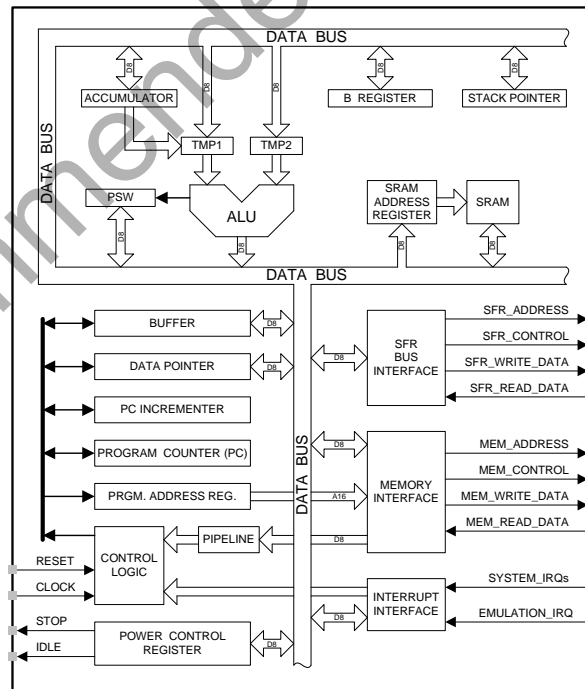 DATA BUS
D8
D8
D8
D8
D8
ACCUMULATOR
B REGISTER
STACK POINTER
DATA BUS
TMP1
TMP2
PSW
ALU
SRAM
ADDRESS
REGISTER
SRAM
D8
D8
D8
D8
DATA BUS
BUFFER
D8
DATA POINTER
D8
PC INCREMENTER
PROGRAM COUNTER (PC)
PRGM. ADDRESS REG.
A16
DATA BUS
D8
SFR
BUS
INTERFACE
SFR_ADDRESS
SFR_CONTROL
SFR_WRITE_DATA
SFR_READ_DATA
D8
MEMORY
INTERFACE
MEM_ADDRESS
MEM_CONTROL
MEM_WRITE_DATA
MEM_READ_DATA
CONTROL
LOGIC
PIPELINE
D8
RESET
CLOCK
INTERRUPT
INTERFACE
SYSTEM_IRQs
EMULATION_IRQ
D8
STOP
IDLE
POWER CONTROL
REGISTER
D8
mmende